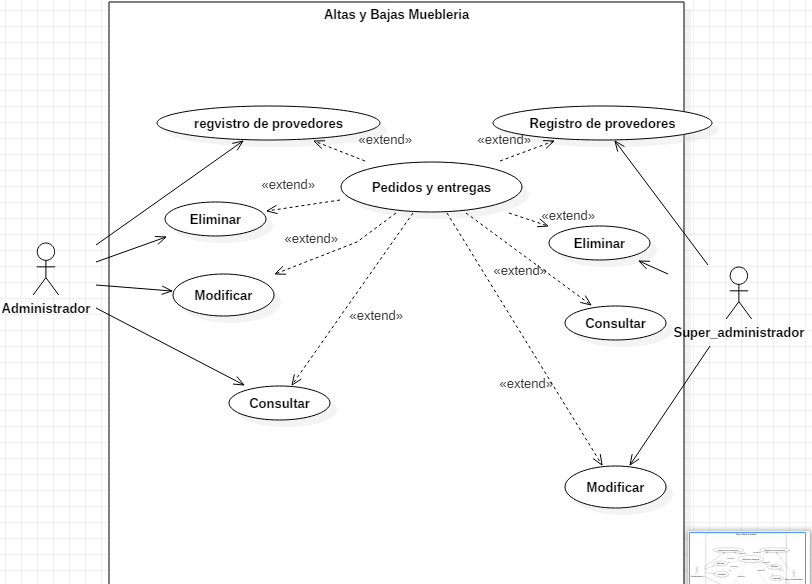 Altas y Bajas Muebleria
regvistro de provedores
Registro de provedores
«extend»
«extend»
Pedidos y entregas
«extend»
Eliminar
«extend»
«extend»
Eliminar
«extend»
Modificar
Administrador
«extend»
Consultar
Super_administrador
«extend»
Consultar
Modificar